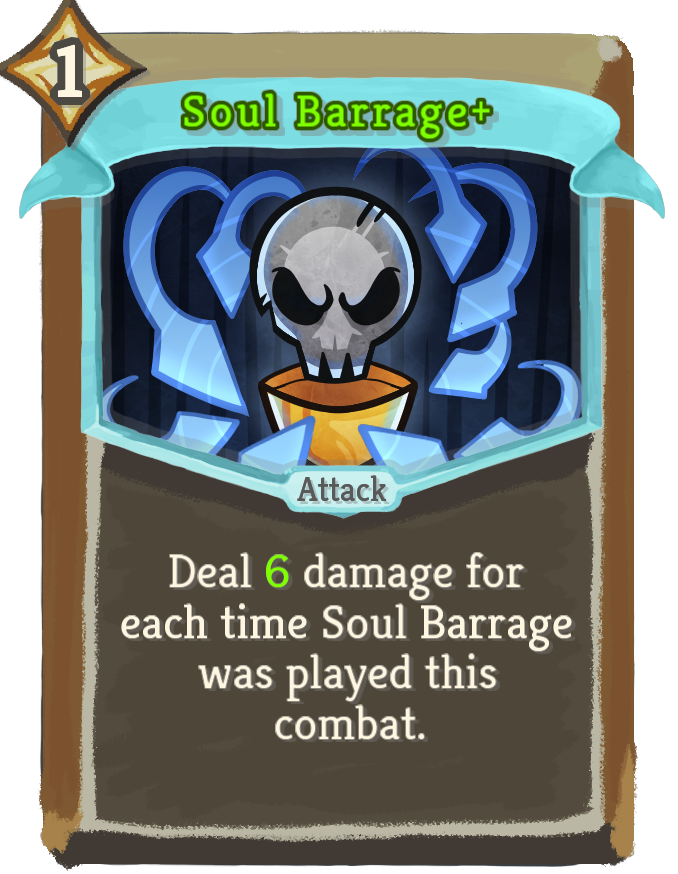 1
Soul Barrage+
Attack
Deal 6 damage for
each time Soul Barrage
was played this
combat.